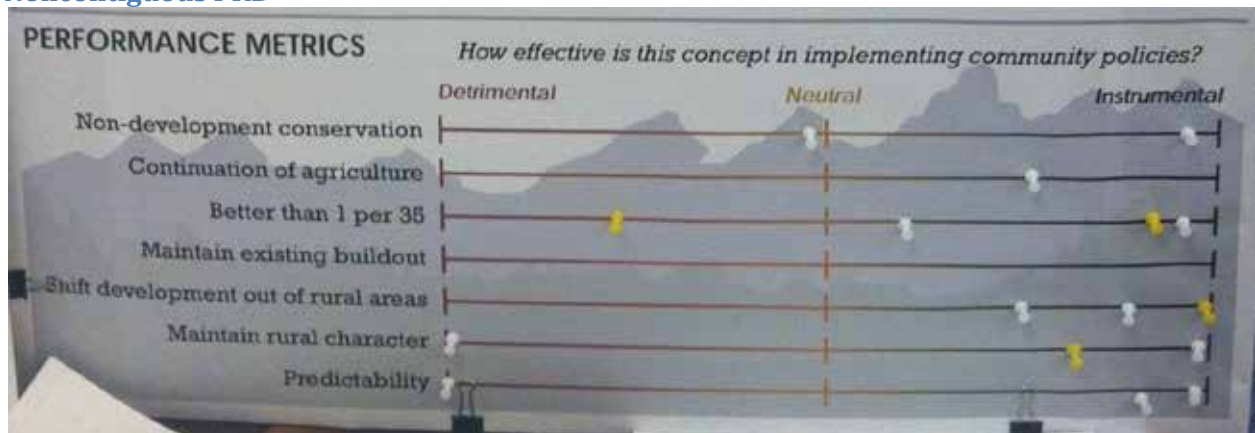 PERFORMANCE METRICS
How effective is this concept in implementing community policies?
Detrimental Neutral Instrumental
Non-development conservation
Continuation of agriculture
Better than 1 per 35
Maintain existing buildout
Shift development out of rural areas
Maintain rural character
Predictability